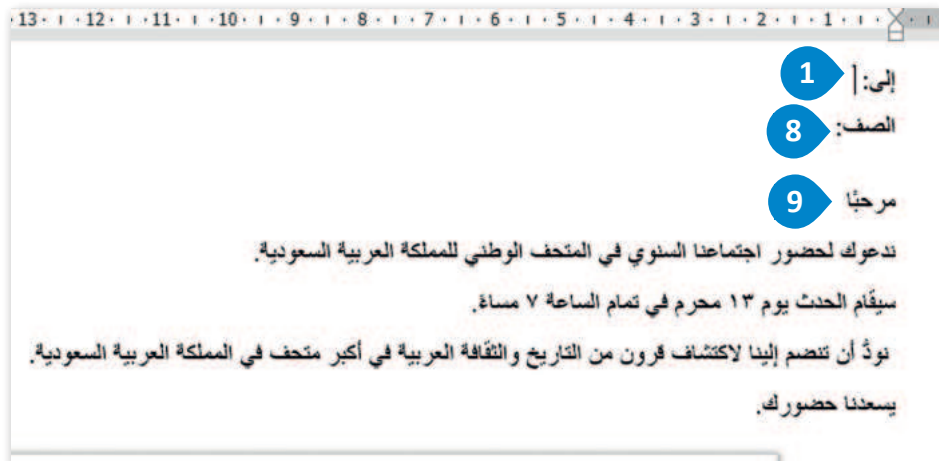 ·13· ı ·12· ı ·11· ı ·10· ı ·9· ı ·8· ı ·7· ı ·6· ı ·5· ı ·4· ı ·3· ı ·2· ı ·1· ı
إلى: 1
الصف: 8
مرحبًا 9
ندعوك لحضور اجتماعنا السنوي في المتحف الوطني للمملكة العربية السعودية.
سيقام الحدث يوم ١٣ محرم في تمام الساعة ٧ مساءً.
نودُّ أن تنضم إلينا لاكتشاف قرون من التاريخ والثقافة العربية في أكبر متحف في المملكة العربية السعودية.
يسعدنا حضورك.